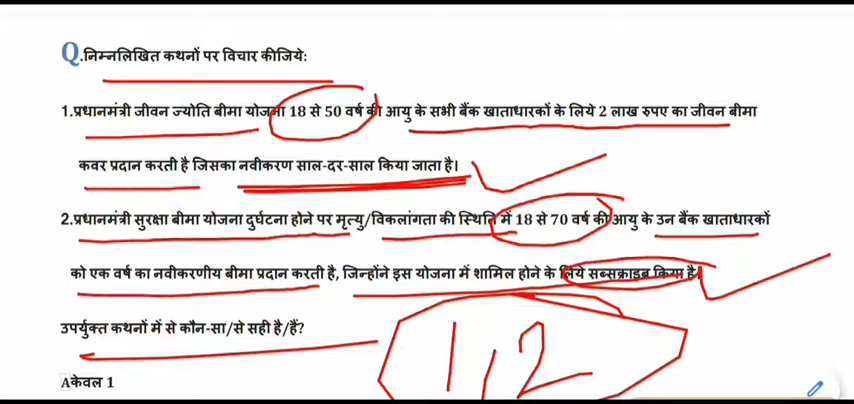 Q.निम्नलिखित कथनों पर विचार कीजिये:
1.प्रधानमंत्री जीवन ज्योति बीमा योजना 18 से 50 वर्ष की आयु के सभी बैंक खाताधारकों के लिये 2 लाख रुपए का जीवन बीमा
कवर प्रदान करती है जिसका नवीकरण साल-दर-साल किया जाता है।
2.प्रधानमंत्री सुरक्षा बीमा योजना दुर्घटना होने पर मृत्यु/विकलांगता की स्थिति में 18 से 70 वर्ष की आयु के उन बैंक खाताधारकों
को एक वर्ष का नवीकरणीय बीमा प्रदान करती है, जिन्होंने इस योजना में शामिल होने के लिये सब्सक्राइब किया है।
उपर्युक्त कथनों में से कौन-सा/से सही है/हैं?
1,2
Aकेवल 1